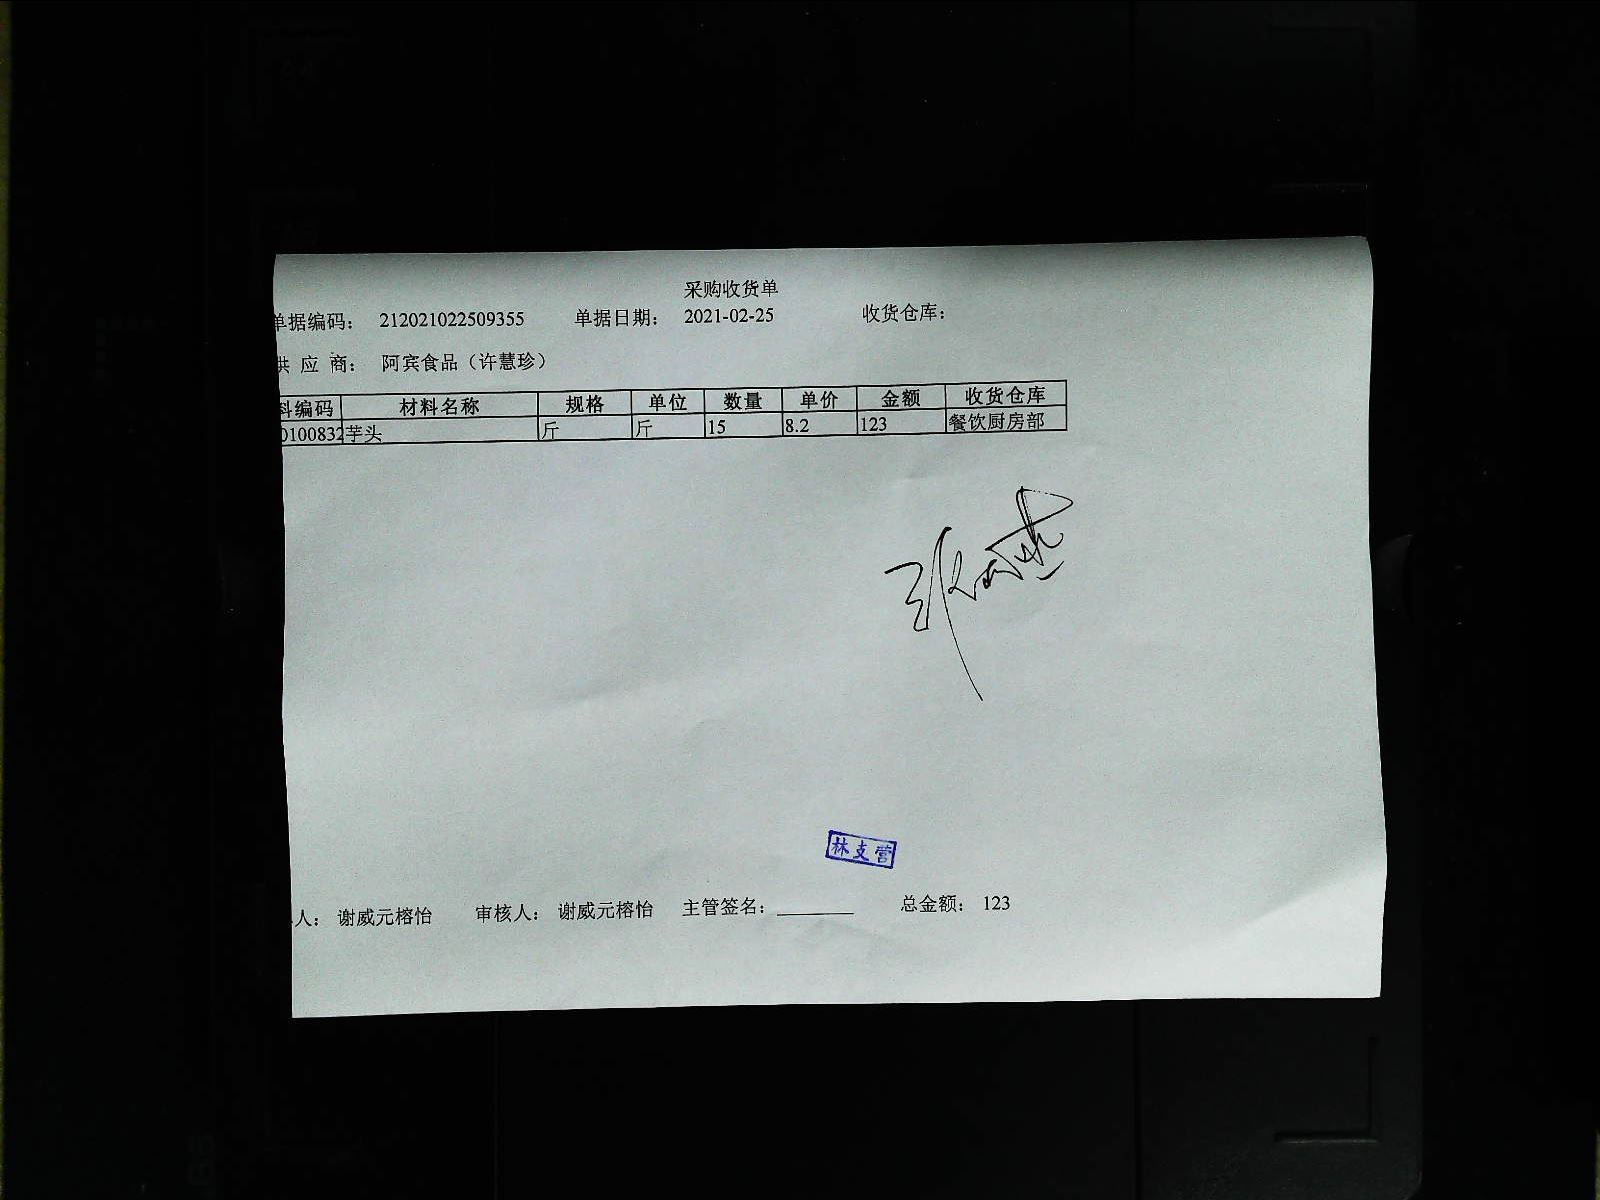 采购收货单
单据编码： 212021022509355 单据日期： 2021-02-25 收货仓库：
供 应 商： 阿宾食品（许慧珍）
料编码 材料名称 规格 单位 数量 单价 金额 收货仓库
0100832 芋头 斤 斤 15 8.2 123 餐饮厨房部
林支营
人： 谢威元榕怡 审核人： 谢威元榕怡 主管签名：________ 总金额： 123